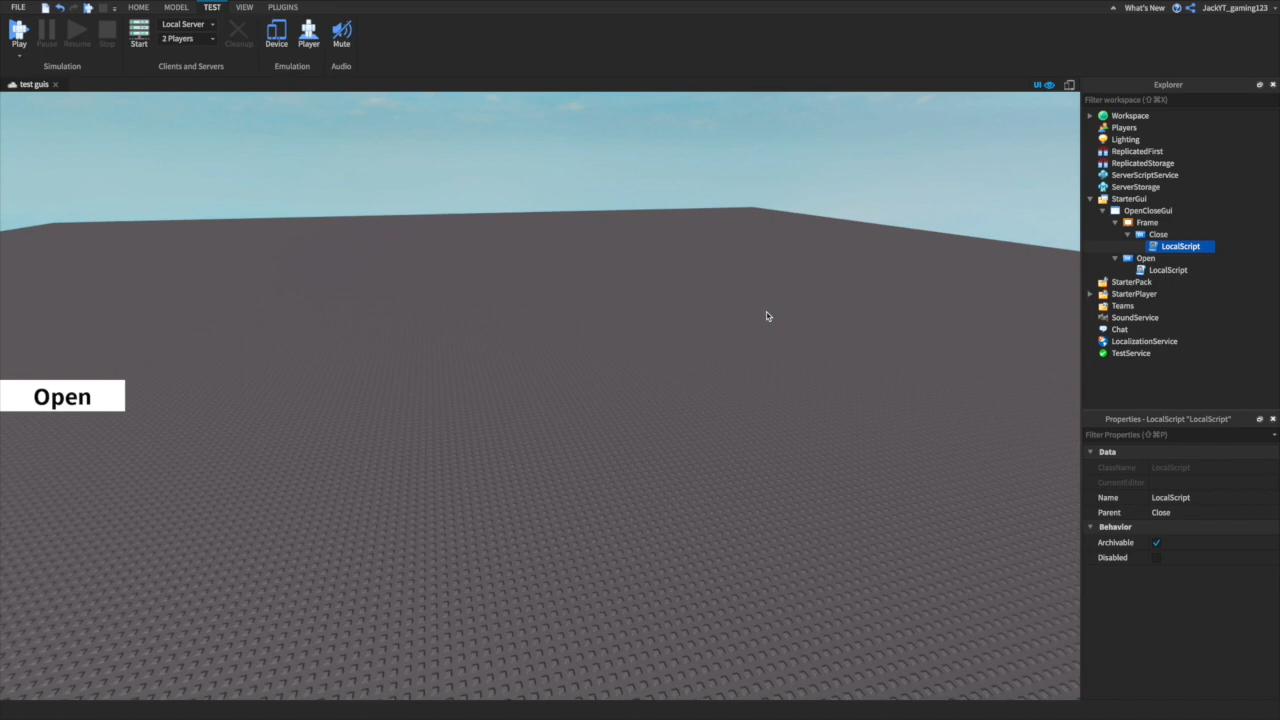 FILE HOME MODEL TEST VIEW PLUGINS What's New JackYT_gaming123
Play Pause Resume Stop Start Local Server Cleanup Device Player Mute
2 Players
Simulation Clients and Servers Emulation Audio
test guis UI Explorer
Filter workspace (⇧⌘X)
Workspace
Players
Lighting
ReplicatedFirst
ReplicatedStorage
ServerScriptService
ServerStorage
StarterGui
OpenCloseGui
Frame
Close
LocalScript
Open
LocalScript
StarterPack
StarterPlayer
Teams
SoundService
Chat
LocalizationService
TestService
Open
Properties - LocalScript "LocalScript"
Filter Properties (⇧⌘P)
Data
ClassName LocalScript
CurrentEditor
Name LocalScript
Parent Close
Behavior
Archivable
Disabled